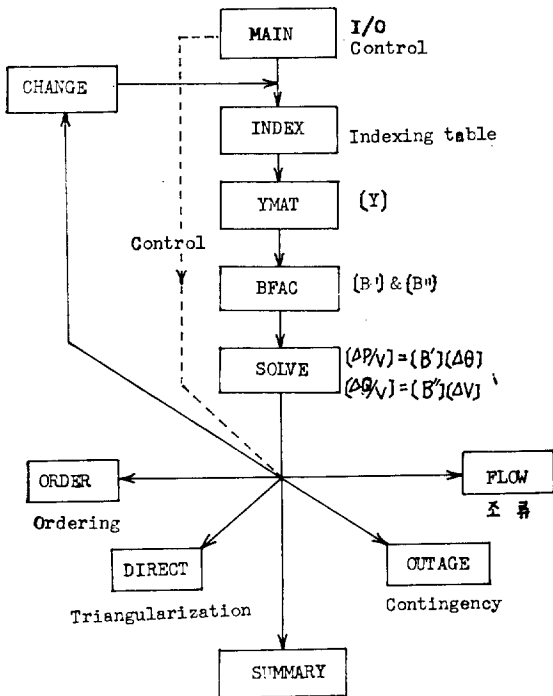 MAIN
I/O
Control
CHANGE
INDEX
Indexing table
YMAT
[Y]
Control
BFAC
[B'] & [B"]
SOLVE
[ΔP/V] = [B'][Δθ]
[ΔQ/V] = [B"][ΔV]
ORDER
Ordering
FLOW
조 류
DIRECT
Triangularization
OUTAGE
Contingency
SUMMARY